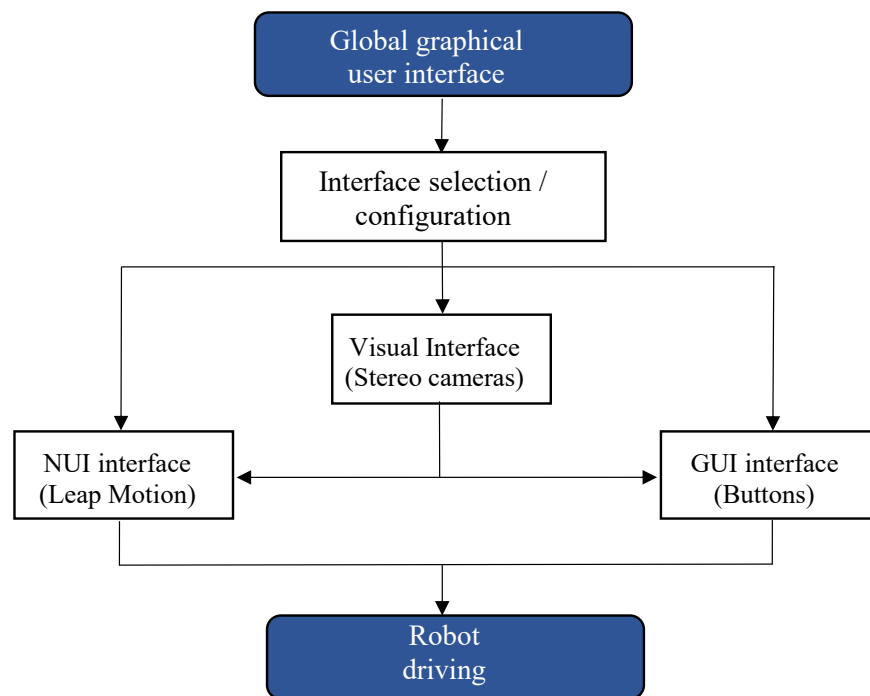 Global graphical
user interface
Interface selection /
configuration
Visual Interface
(Stereo cameras)
NUI interface
(Leap Motion)
GUI interface
(Buttons)
Robot
driving